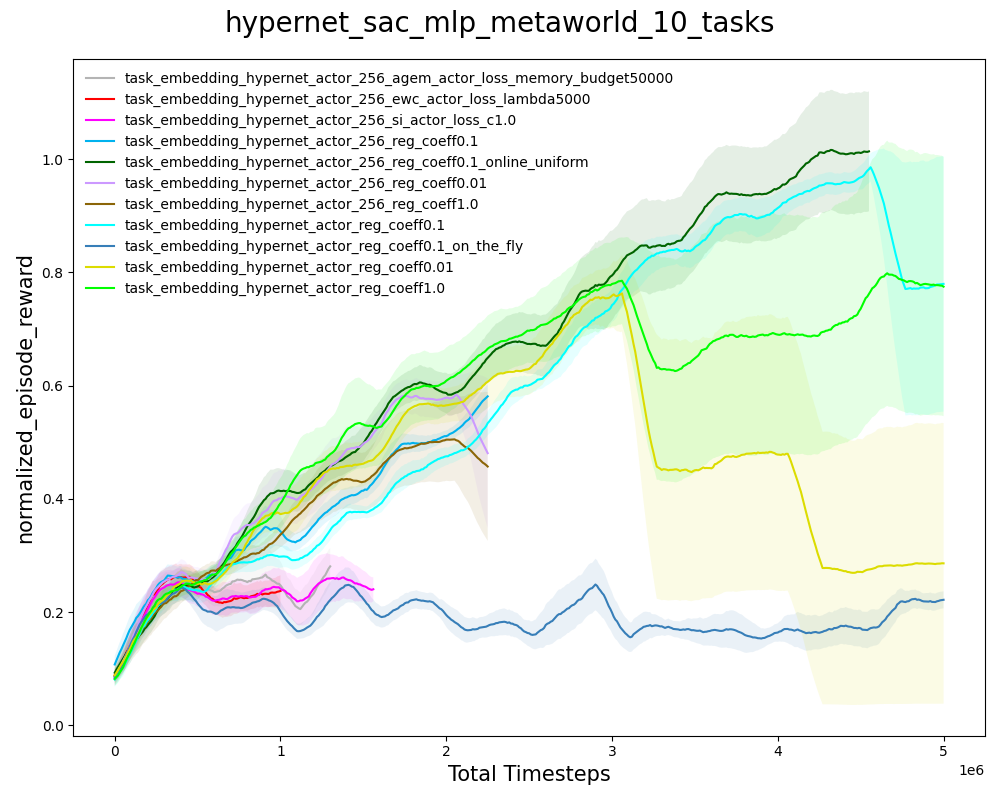 hypernet_sac_mlp_metaworld_10_tasks
task_embedding_hypernet_actor_256_agem_actor_loss_memory_budget50000
task_embedding_hypernet_actor_256_ewc_actor_loss_lambda5000
task_embedding_hypernet_actor_256_si_actor_loss_c1.0
task_embedding_hypernet_actor_256_reg_coeff0.1
task_embedding_hypernet_actor_256_reg_coeff0.1_online_uniform
task_embedding_hypernet_actor_256_reg_coeff0.01
task_embedding_hypernet_actor_256_reg_coeff1.0
task_embedding_hypernet_actor_reg_coeff0.1
task_embedding_hypernet_actor_reg_coeff0.1_on_the_fly
task_embedding_hypernet_actor_reg_coeff0.01
task_embedding_hypernet_actor_reg_coeff1.0
normalized_episode_reward
1.0
0.8
0.6
0.4
0.2
0.0
0 1 2 3 4 5
1e6
Total Timesteps